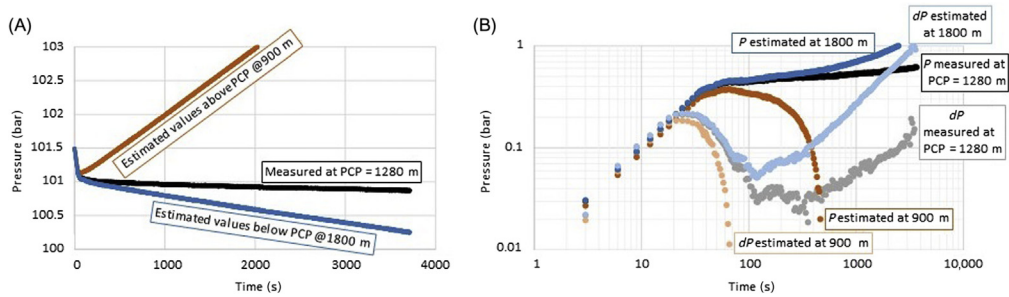 (A)
103
102.5
102
101.5
101
100.5
100
Pressure (bar)
0
1000
2000
3000
4000
Time (s)
Estimated values above PCP @900 m
Measured at PCP = 1280 m
Estimated values below PCP @1800 m
(B)
1
0.1
0.01
Pressure (bar)
1
10
100
1000
10,000
Time (s)
P estimated at 1800 m
dP estimated
at 1800 m
P measured at
PCP = 1280 m
dP
measured at
PCP = 1280 m
P estimated at 900 m
dP estimated at 900 m